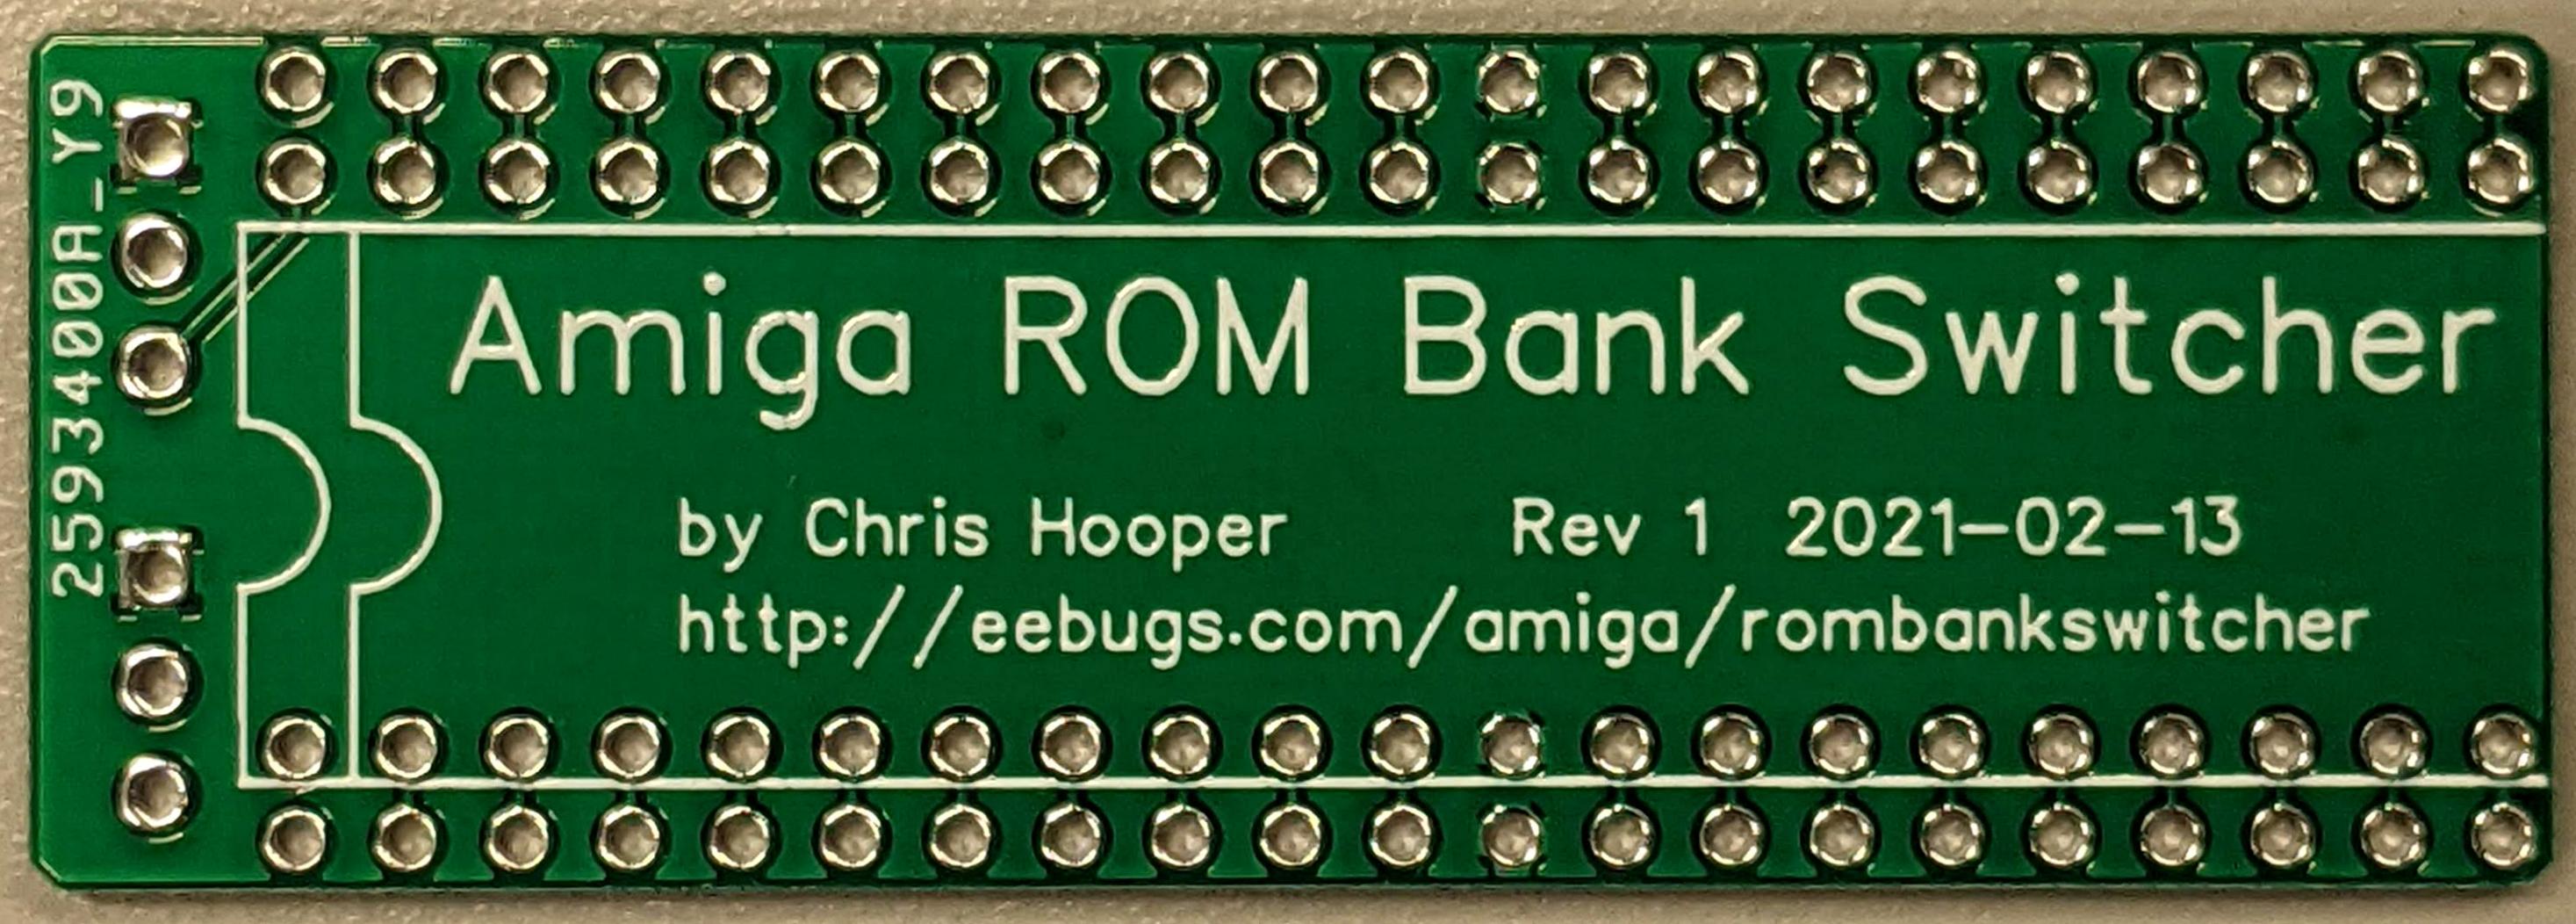 2593400A_Y9
Amiga ROM Bank Switcher
by Chris Hooper Rev 1 2021-02-13
http://eebugs.com/amiga/rombankswitcher